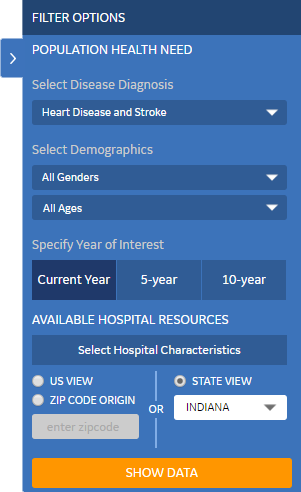 FILTER OPTIONS
POPULATION HEALTH NEED
Select Disease Diagnosis
Heart Disease and Stroke
Select Demographics
All Genders
All Ages
Specify Year of Interest
Current Year 5-year 10-year
AVAILABLE HOSPITAL RESOURCES
Select Hospital Characteristics
US VIEW
ZIP CODE ORIGIN
enter zipcode
OR
STATE VIEW
INDIANA
SHOW DATA